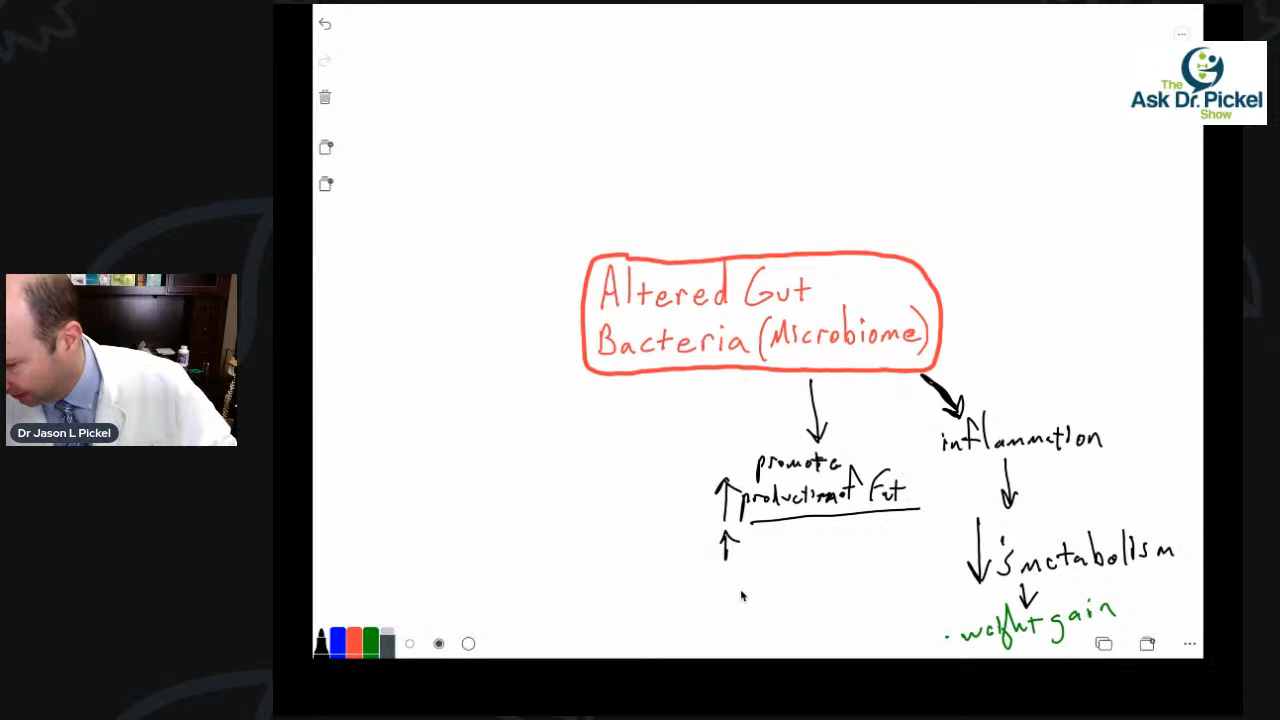 The
Ask Dr. Pickel
Show
Altered Gut
Bacteria (Microbiome)
inflammation
promote
production of Fat
↓'s metabolism
• weight gain
Dr Jason L Pickel